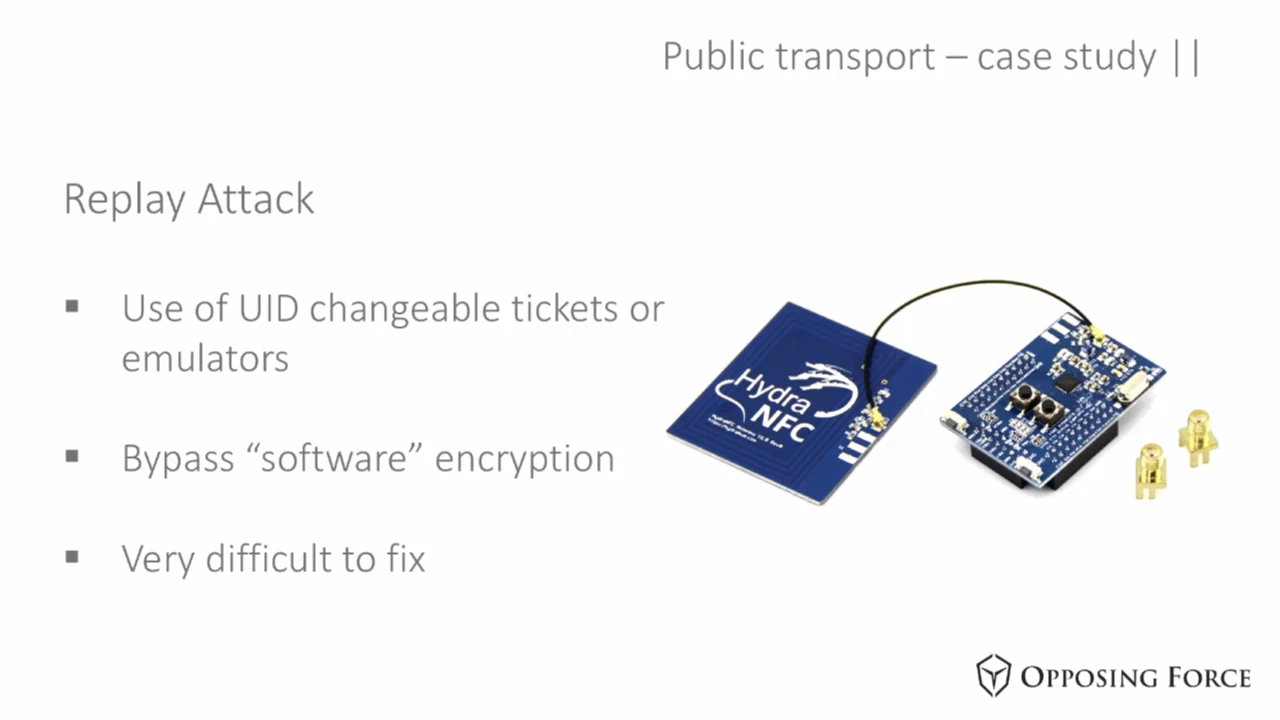 Public transport – case study ||
Replay Attack
▪ Use of UID changeable tickets or
emulators
▪ Bypass “software” encryption
▪ Very difficult to fix
Hydra
NFC
OPPOSING FORCE